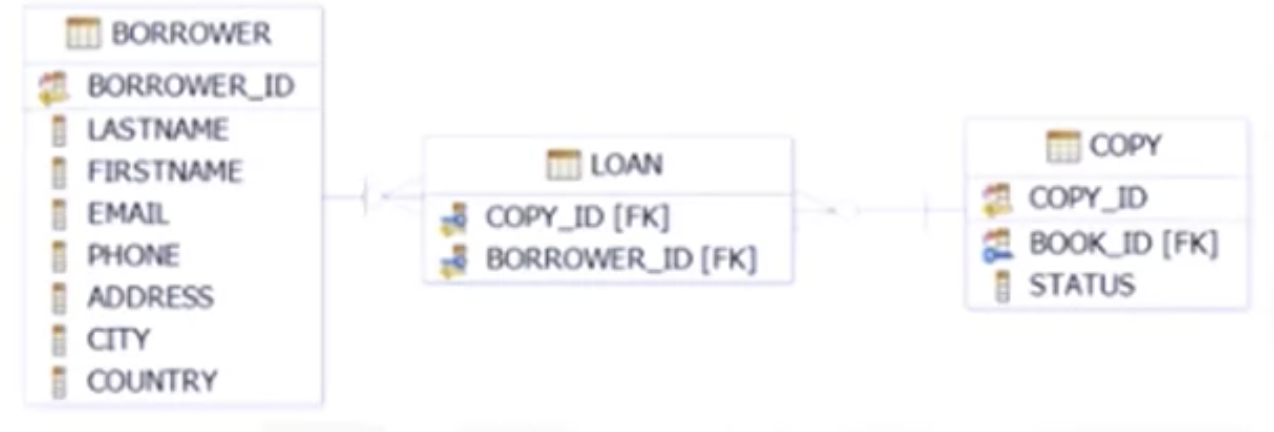 BORROWER
BORROWER_ID
LASTNAME
FIRSTNAME
EMAIL
PHONE
ADDRESS
CITY
COUNTRY
LOAN
COPY_ID [FK]
BORROWER_ID [FK]
COPY
COPY_ID
BOOK_ID [FK]
STATUS